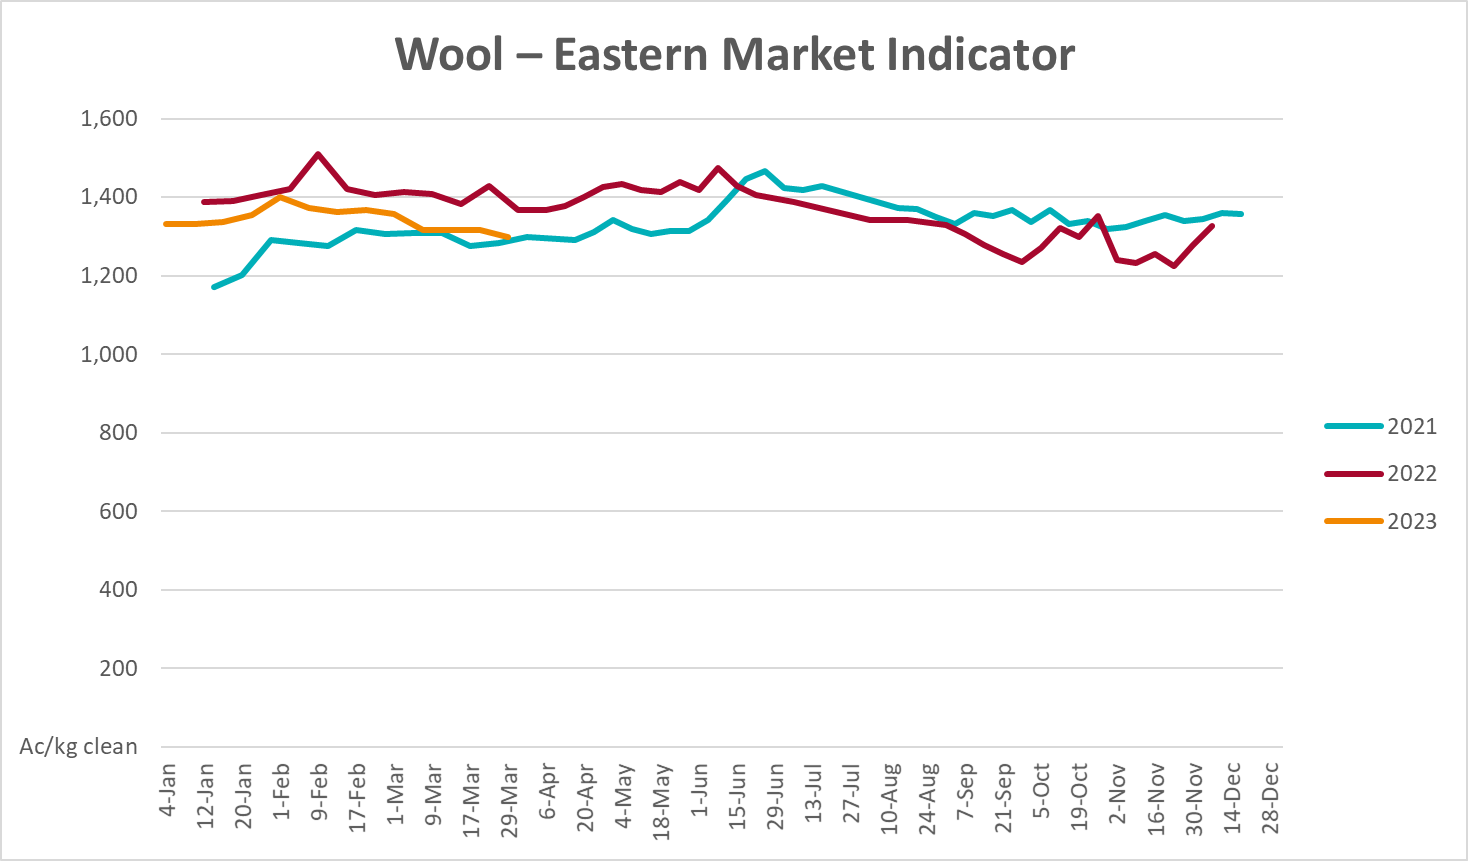 Wool – Eastern Market Indicator
1,600
1,400
1,200
1,000
800
600
400
200
Ac/kg clean
4-Jan
12-Jan
20-Jan
1-Feb
9-Feb
17-Feb
1-Mar
9-Mar
17-Mar
29-Mar
6-Apr
20-Apr
4-May
18-May
1-Jun
15-Jun
29-Jun
13-Jul
27-Jul
10-Aug
24-Aug
7-Sep
21-Sep
5-Oct
19-Oct
2-Nov
16-Nov
30-Nov
14-Dec
28-Dec
2021
2022
2023